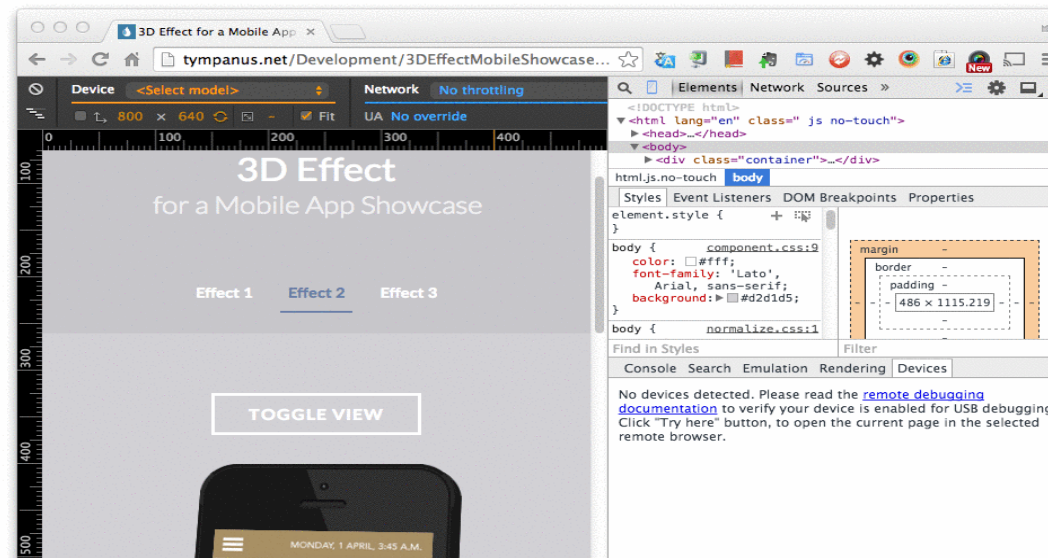 3D Effect for a Mobile App
tympanus.net/Development/3DEffectMobileShowcase...
New
Device <Select model> Network No throttling
800 × 640 - Fit UA No override
0 100 200 300 400
100
200
300
400
500
3D Effect
for a Mobile App Showcase
Effect 1 Effect 2 Effect 3
TOGGLE VIEW
MONDAY, 1 APRIL, 3:45 A.M.
Elements Network Sources »
<!DOCTYPE html>
▼<html lang="en" class=" js no-touch">
▶<head>…</head>
▼<body>
▶<div class="container">…</div>
html.js.no-touch body
Styles Event Listeners DOM Breakpoints Properties
element.style {
}
body { component.css:9
color: #fff;
font-family: 'Lato',
Arial, sans-serif;
background:▶ #d2d1d5;
}
body { normalize.css:1
margin -
border -
padding -
- - - 486 × 1115.219 - - -
-
-
Find in Styles Filter
Console Search Emulation Rendering Devices
No devices detected. Please read the remote debugging
documentation to verify your device is enabled for USB debugging
Click "Try here" button, to open the current page in the selected
remote browser.